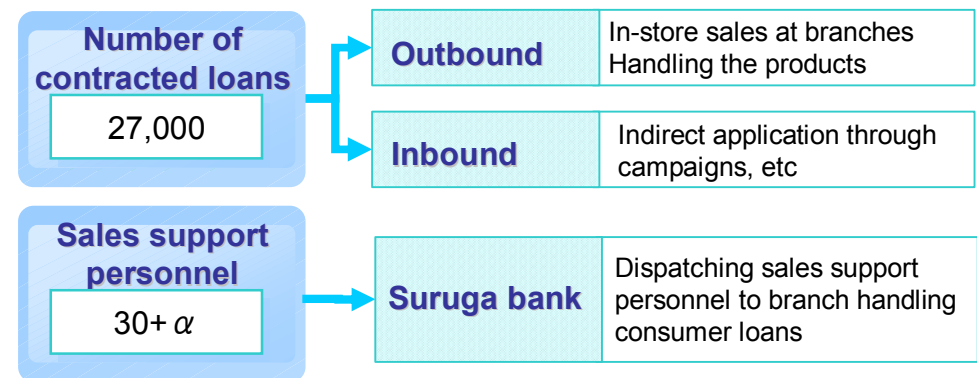 Number of
contracted loans
27,000
Outbound
In-store sales at branches
Handling the products
Inbound
Indirect application through
campaigns, etc
Sales support
personnel
30+α
Suruga bank
Dispatching sales support
personnel to branch handling
consumer loans